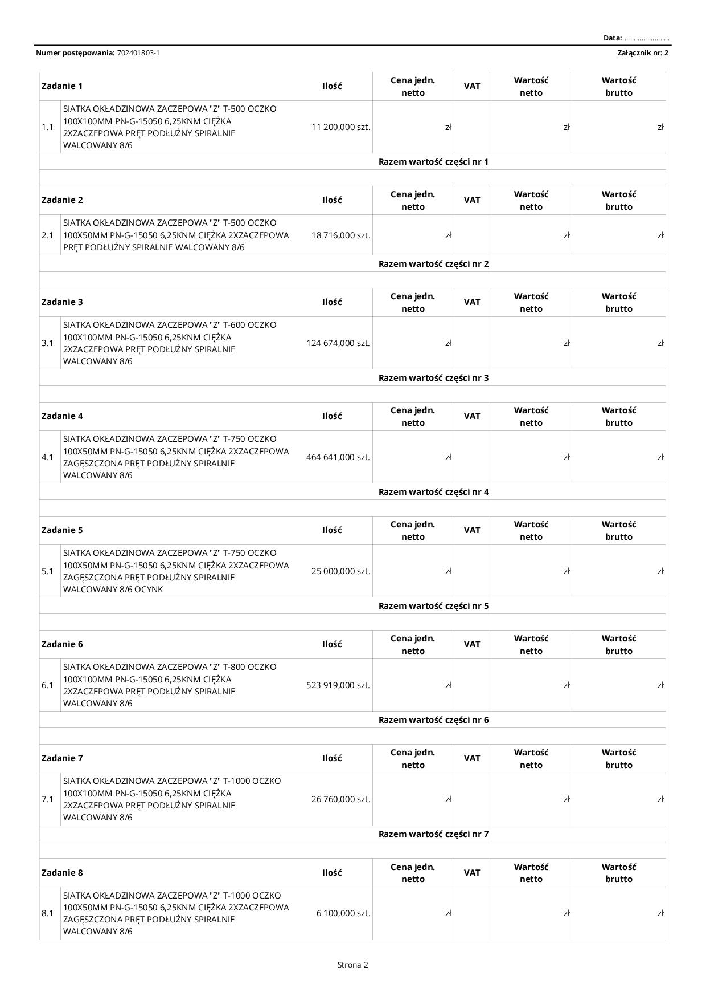 Data: ........................
Numer postępowania: 702401803-1 Załącznik nr: 2
Zadanie 1 Ilość Cena jedn. netto VAT Wartość netto Wartość brutto
1.1 SIATKA OKŁADZINOWA ZACZEPOWA "Z" T-500 OCZKO
100X100MM PN-G-15050 6,25KNM CIĘŻKA
2XZACZEPOWA PRĘT PODŁUŻNY SPIRALNIE
WALCOWANY 8/6
11 200,000 szt. zł zł zł
Razem wartość części nr 1
Zadanie 2 Ilość Cena jedn. netto VAT Wartość netto Wartość brutto
2.1 SIATKA OKŁADZINOWA ZACZEPOWA "Z" T-500 OCZKO
100X50MM PN-G-15050 6,25KNM CIĘŻKA 2XZACZEPOWA
PRĘT PODŁUŻNY SPIRALNIE WALCOWANY 8/6
18 716,000 szt. zł zł zł
Razem wartość części nr 2
Zadanie 3 Ilość Cena jedn. netto VAT Wartość netto Wartość brutto
3.1 SIATKA OKŁADZINOWA ZACZEPOWA "Z" T-600 OCZKO
100X100MM PN-G-15050 6,25KNM CIĘŻKA
2XZACZEPOWA PRĘT PODŁUŻNY SPIRALNIE
WALCOWANY 8/6
124 674,000 szt. zł zł zł
Razem wartość części nr 3
Zadanie 4 Ilość Cena jedn. netto VAT Wartość netto Wartość brutto
4.1 SIATKA OKŁADZINOWA ZACZEPOWA "Z" T-750 OCZKO
100X50MM PN-G-15050 6,25KNM CIĘŻKA 2XZACZEPOWA
ZAGĘSZCZONA PRĘT PODŁUŻNY SPIRALNIE
WALCOWANY 8/6
464 641,000 szt. zł zł zł
Razem wartość części nr 4
Zadanie 5 Ilość Cena jedn. netto VAT Wartość netto Wartość brutto
5.1 SIATKA OKŁADZINOWA ZACZEPOWA "Z" T-750 OCZKO
100X50MM PN-G-15050 6,25KNM CIĘŻKA 2XZACZEPOWA
ZAGĘSZCZONA PRĘT PODŁUŻNY SPIRALNIE
WALCOWANY 8/6 OCYNK
25 000,000 szt. zł zł zł
Razem wartość części nr 5
Zadanie 6 Ilość Cena jedn. netto VAT Wartość netto Wartość brutto
6.1 SIATKA OKŁADZINOWA ZACZEPOWA "Z" T-800 OCZKO
100X100MM PN-G-15050 6,25KNM CIĘŻKA
2XZACZEPOWA PRĘT PODŁUŻNY SPIRALNIE
WALCOWANY 8/6
523 919,000 szt. zł zł zł
Razem wartość części nr 6
Zadanie 7 Ilość Cena jedn. netto VAT Wartość netto Wartość brutto
7.1 SIATKA OKŁADZINOWA ZACZEPOWA "Z" T-1000 OCZKO
100X100MM PN-G-15050 6,25KNM CIĘŻKA
2XZACZEPOWA PRĘT PODŁUŻNY SPIRALNIE
WALCOWANY 8/6
26 760,000 szt. zł zł zł
Razem wartość części nr 7
Zadanie 8 Ilość Cena jedn. netto VAT Wartość netto Wartość brutto
8.1 SIATKA OKŁADZINOWA ZACZEPOWA "Z" T-1000 OCZKO
100X50MM PN-G-15050 6,25KNM CIĘŻKA 2XZACZEPOWA
ZAGĘSZCZONA PRĘT PODŁUŻNY SPIRALNIE
WALCOWANY 8/6
6 100,000 szt. zł zł zł
Strona 2